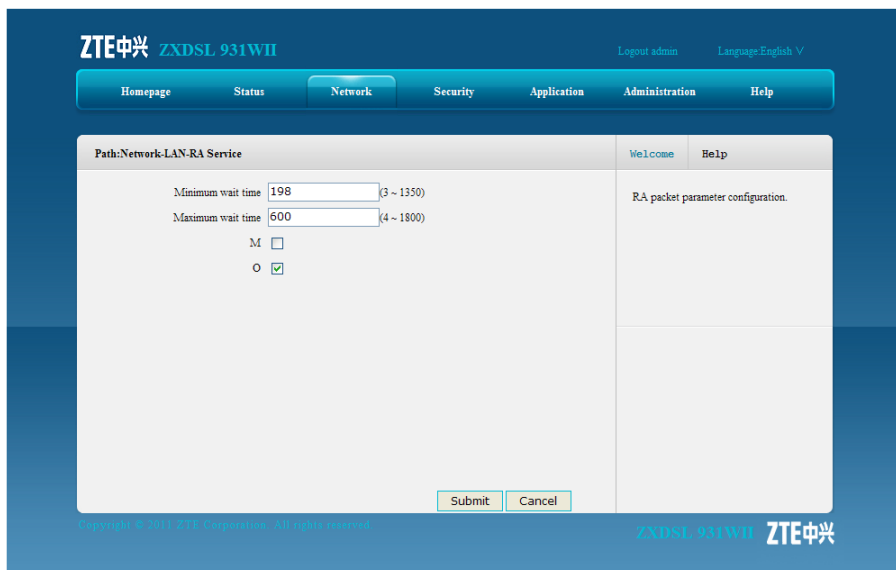 ZTE中兴 ZXDSL 931WII
Logout admin Language:English V
Homepage Status Network Security Application Administration Help
Path:Network-LAN-RA Service
Welcome Help
Minimum wait time 198 (3 ~ 1350)
RA packet parameter configuration.
Maximum wait time 600 (4 ~ 1800)
M
O
Submit Cancel
Copyright © 2011 ZTE Corporation. All rights reserved.
ZXDSL 931WII ZTE中兴